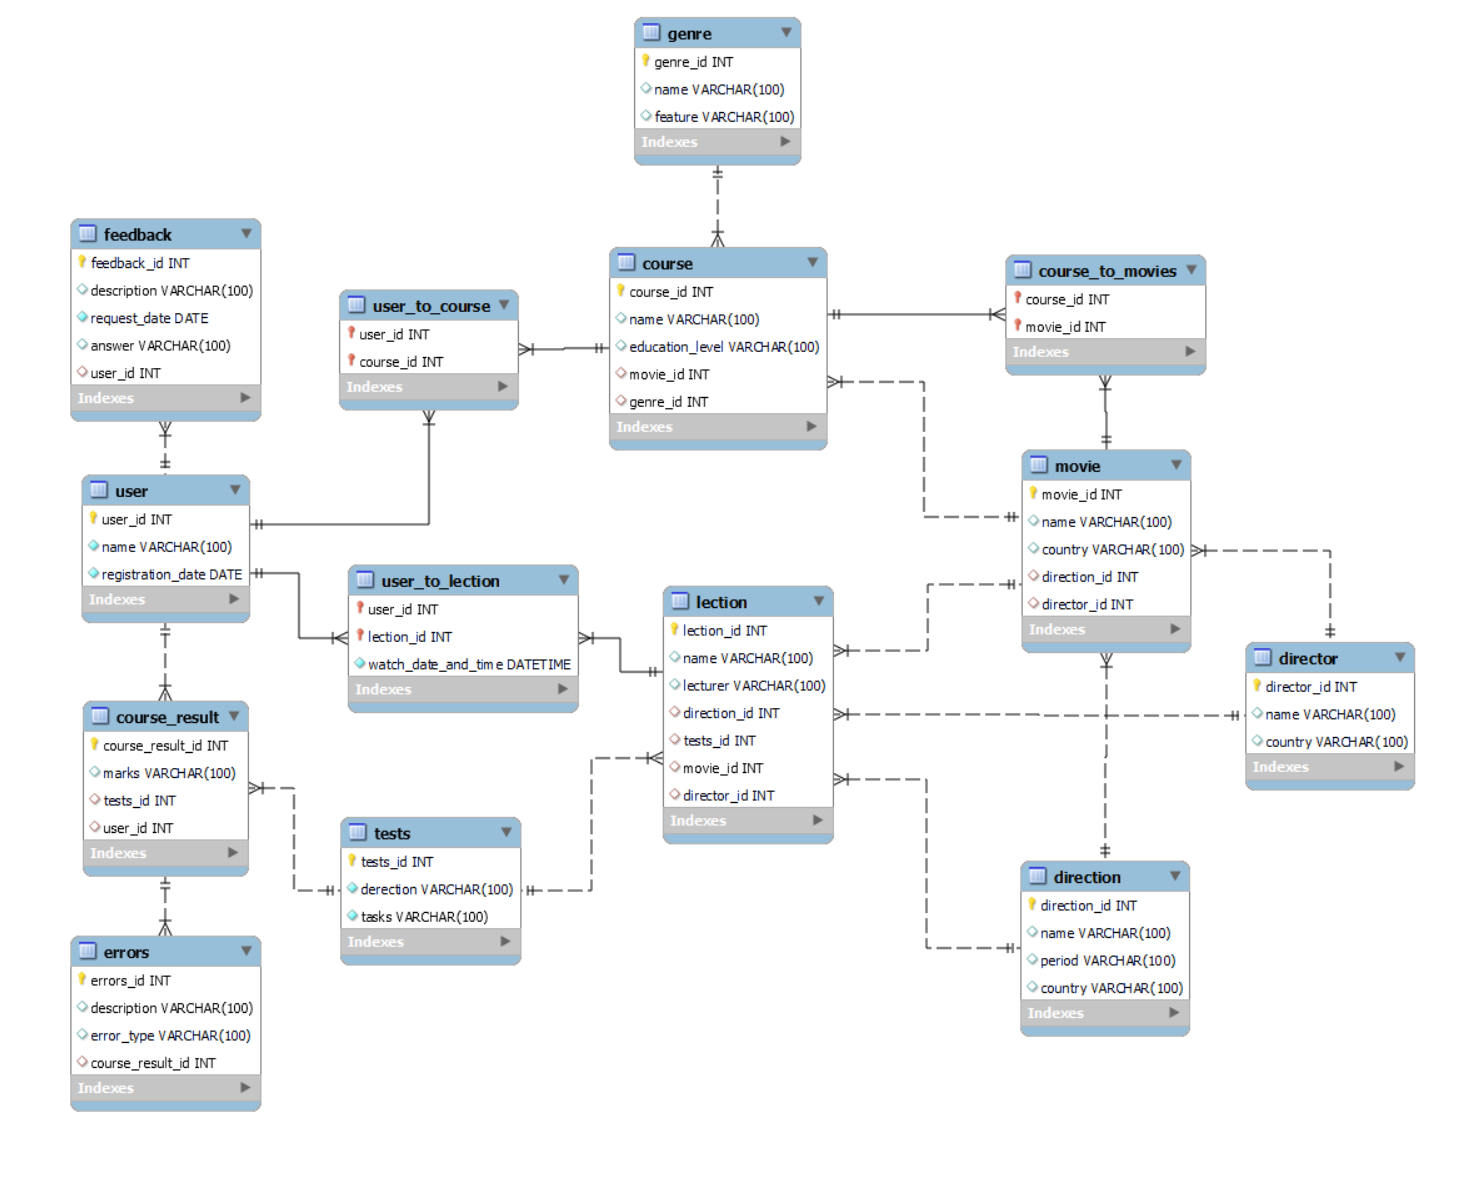 genre
genre_id INT
name VARCHAR(100)
feature VARCHAR(100)
Indexes
feedback
feedback_id INT
description VARCHAR(100)
request_date DATE
answer VARCHAR(100)
user_id INT
Indexes
user_to_course
user_id INT
course_id INT
Indexes
course
course_id INT
name VARCHAR(100)
education_level VARCHAR(100)
movie_id INT
genre_id INT
Indexes
course_to_movies
course_id INT
movie_id INT
Indexes
user
user_id INT
name VARCHAR(100)
registration_date DATE
Indexes
user_to_lection
user_id INT
lection_id INT
watch_date_and_time DATETIME
Indexes
lection
lection_id INT
name VARCHAR(100)
lecturer VARCHAR(100)
direction_id INT
tests_id INT
movie_id INT
director_id INT
Indexes
movie
movie_id INT
name VARCHAR(100)
country VARCHAR(100)
direction_id INT
director_id INT
Indexes
director
director_id INT
name VARCHAR(100)
country VARCHAR(100)
Indexes
course_result
course_result_id INT
marks VARCHAR(100)
tests_id INT
user_id INT
Indexes
tests
tests_id INT
derection VARCHAR(100)
tasks VARCHAR(100)
Indexes
direction
direction_id INT
name VARCHAR(100)
period VARCHAR(100)
country VARCHAR(100)
Indexes
errors
errors_id INT
description VARCHAR(100)
error_type VARCHAR(100)
course_result_id INT
Indexes